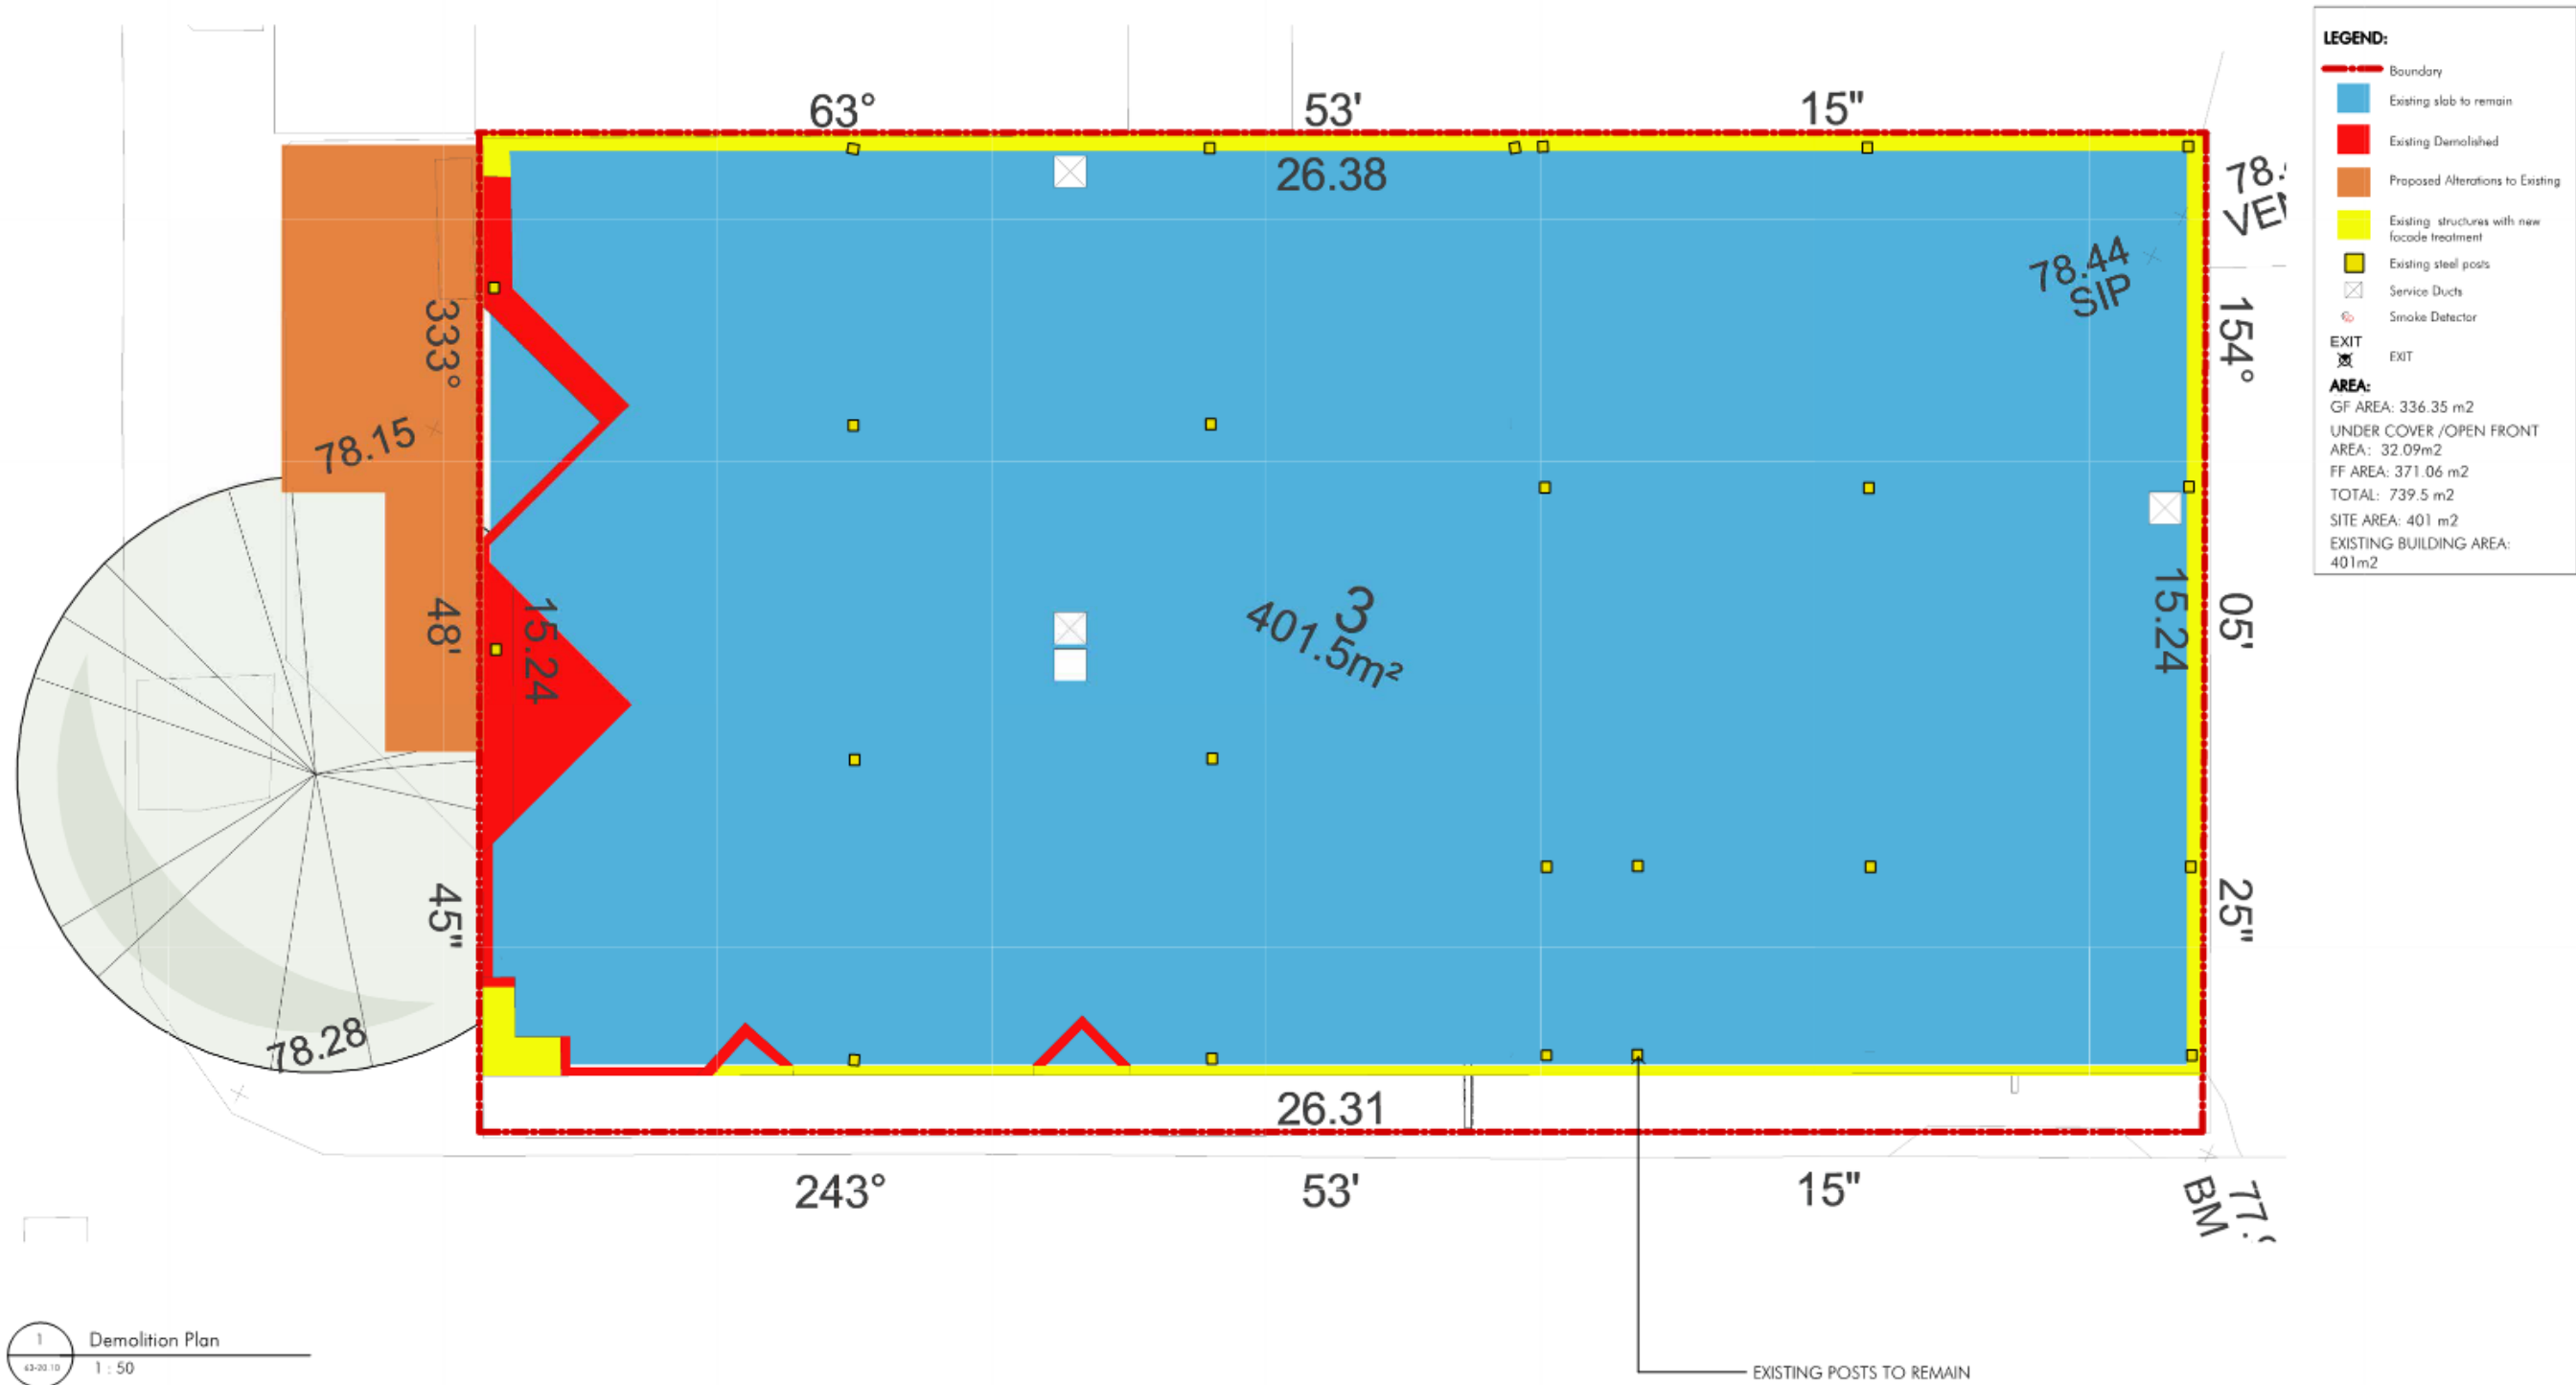 63° 53' 15"
26.38
78.44
SIP
333° 48' 45"
15.24
78.15
3
401.5m²
15.24
154° 05' 25"
78.28
26.31
243° 53' 15"
BM
EXISTING POSTS TO REMAIN
1
63-20.10
Demolition Plan
1 : 50
LEGEND:
Boundary
Existing slab to remain
Existing Demolished
Proposed Alterations to Existing
Existing structures with new
facade treatment
Existing steel posts
Service Ducts
Smoke Detector
EXIT
EXIT
AREA:
GF AREA: 336.35 m2
UNDER COVER /OPEN FRONT
AREA: 32.09m2
FF AREA: 371.06 m2
TOTAL: 739.5 m2
SITE AREA: 401 m2
EXISTING BUILDING AREA:
401m2